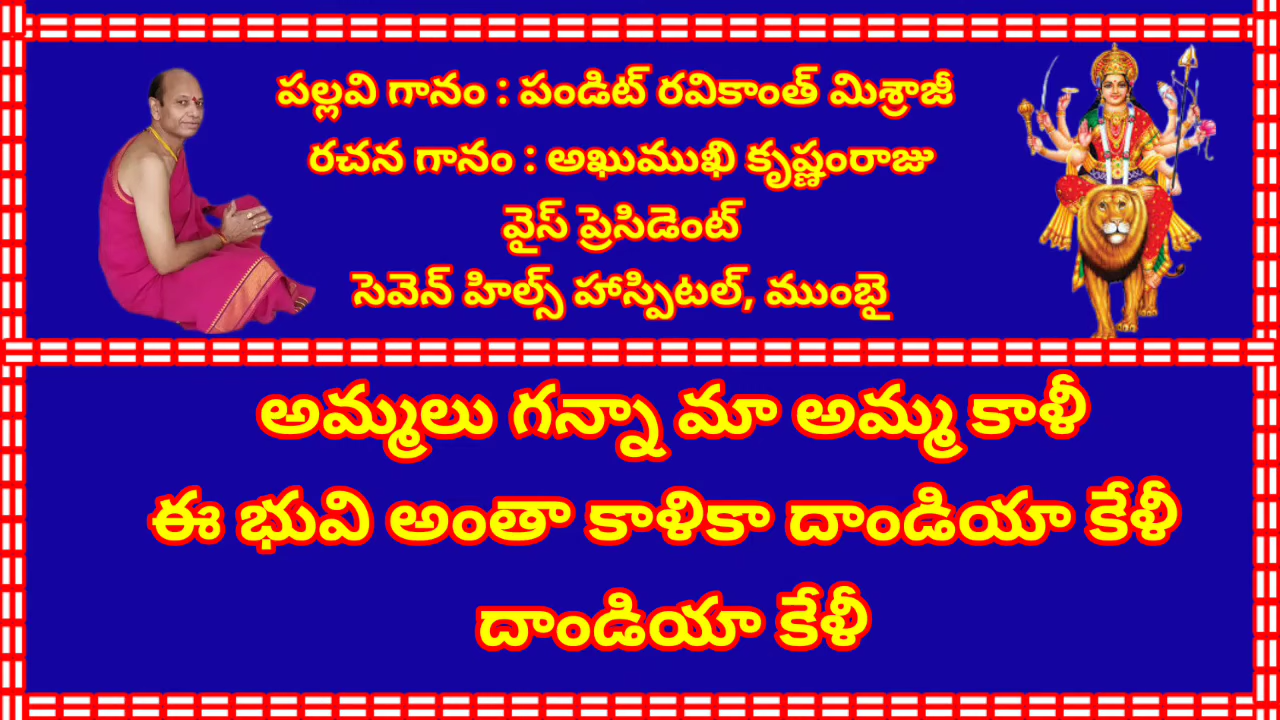 పల్లవి గానం : పండిట్ రవికాంత్ మిశ్రాజీ
రచన గానం : అఖుముఖి కృష్ణంరాజు
వైస్ ప్రెసిడెంట్
సెవెన్ హిల్స్ హాస్పిటల్, ముంబై
అమ్మలు గన్నా మా అమ్మ కాళీ
ఈ భువి అంతా కాళికా దాండియా కేళీ
దాండియా కేళీ